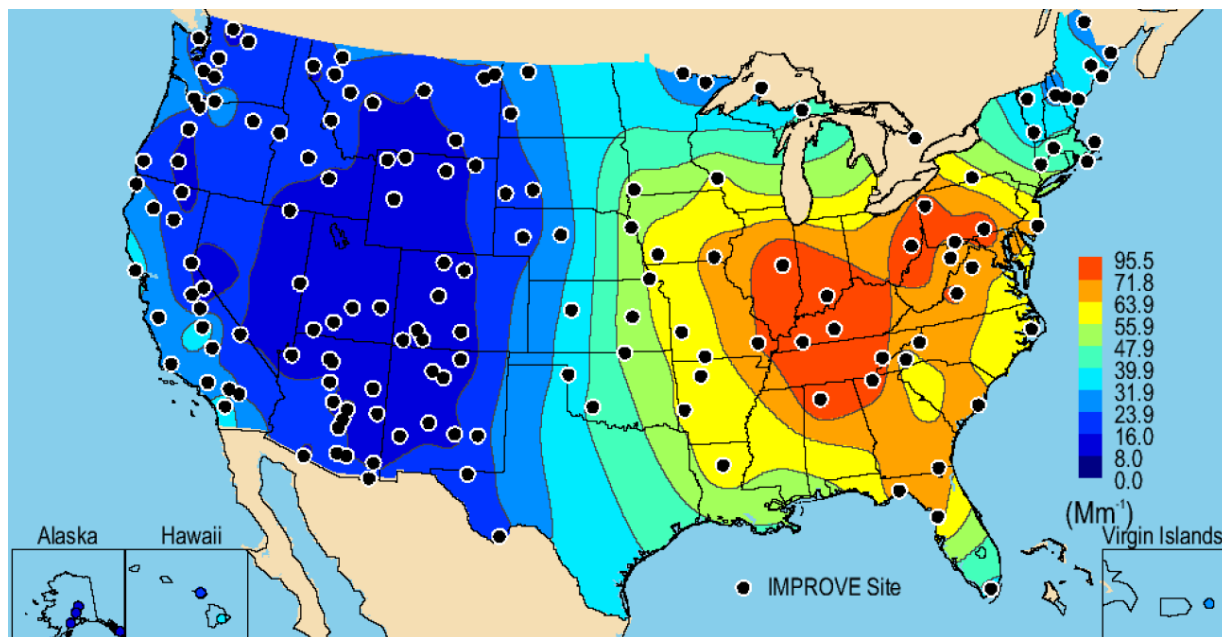 95.5
71.8
63.9
55.9
47.9
39.9
31.9
23.9
16.0
8.0
0.0
(Mm⁻¹)
Alaska
Hawaii
Virgin Islands
IMPROVE Site